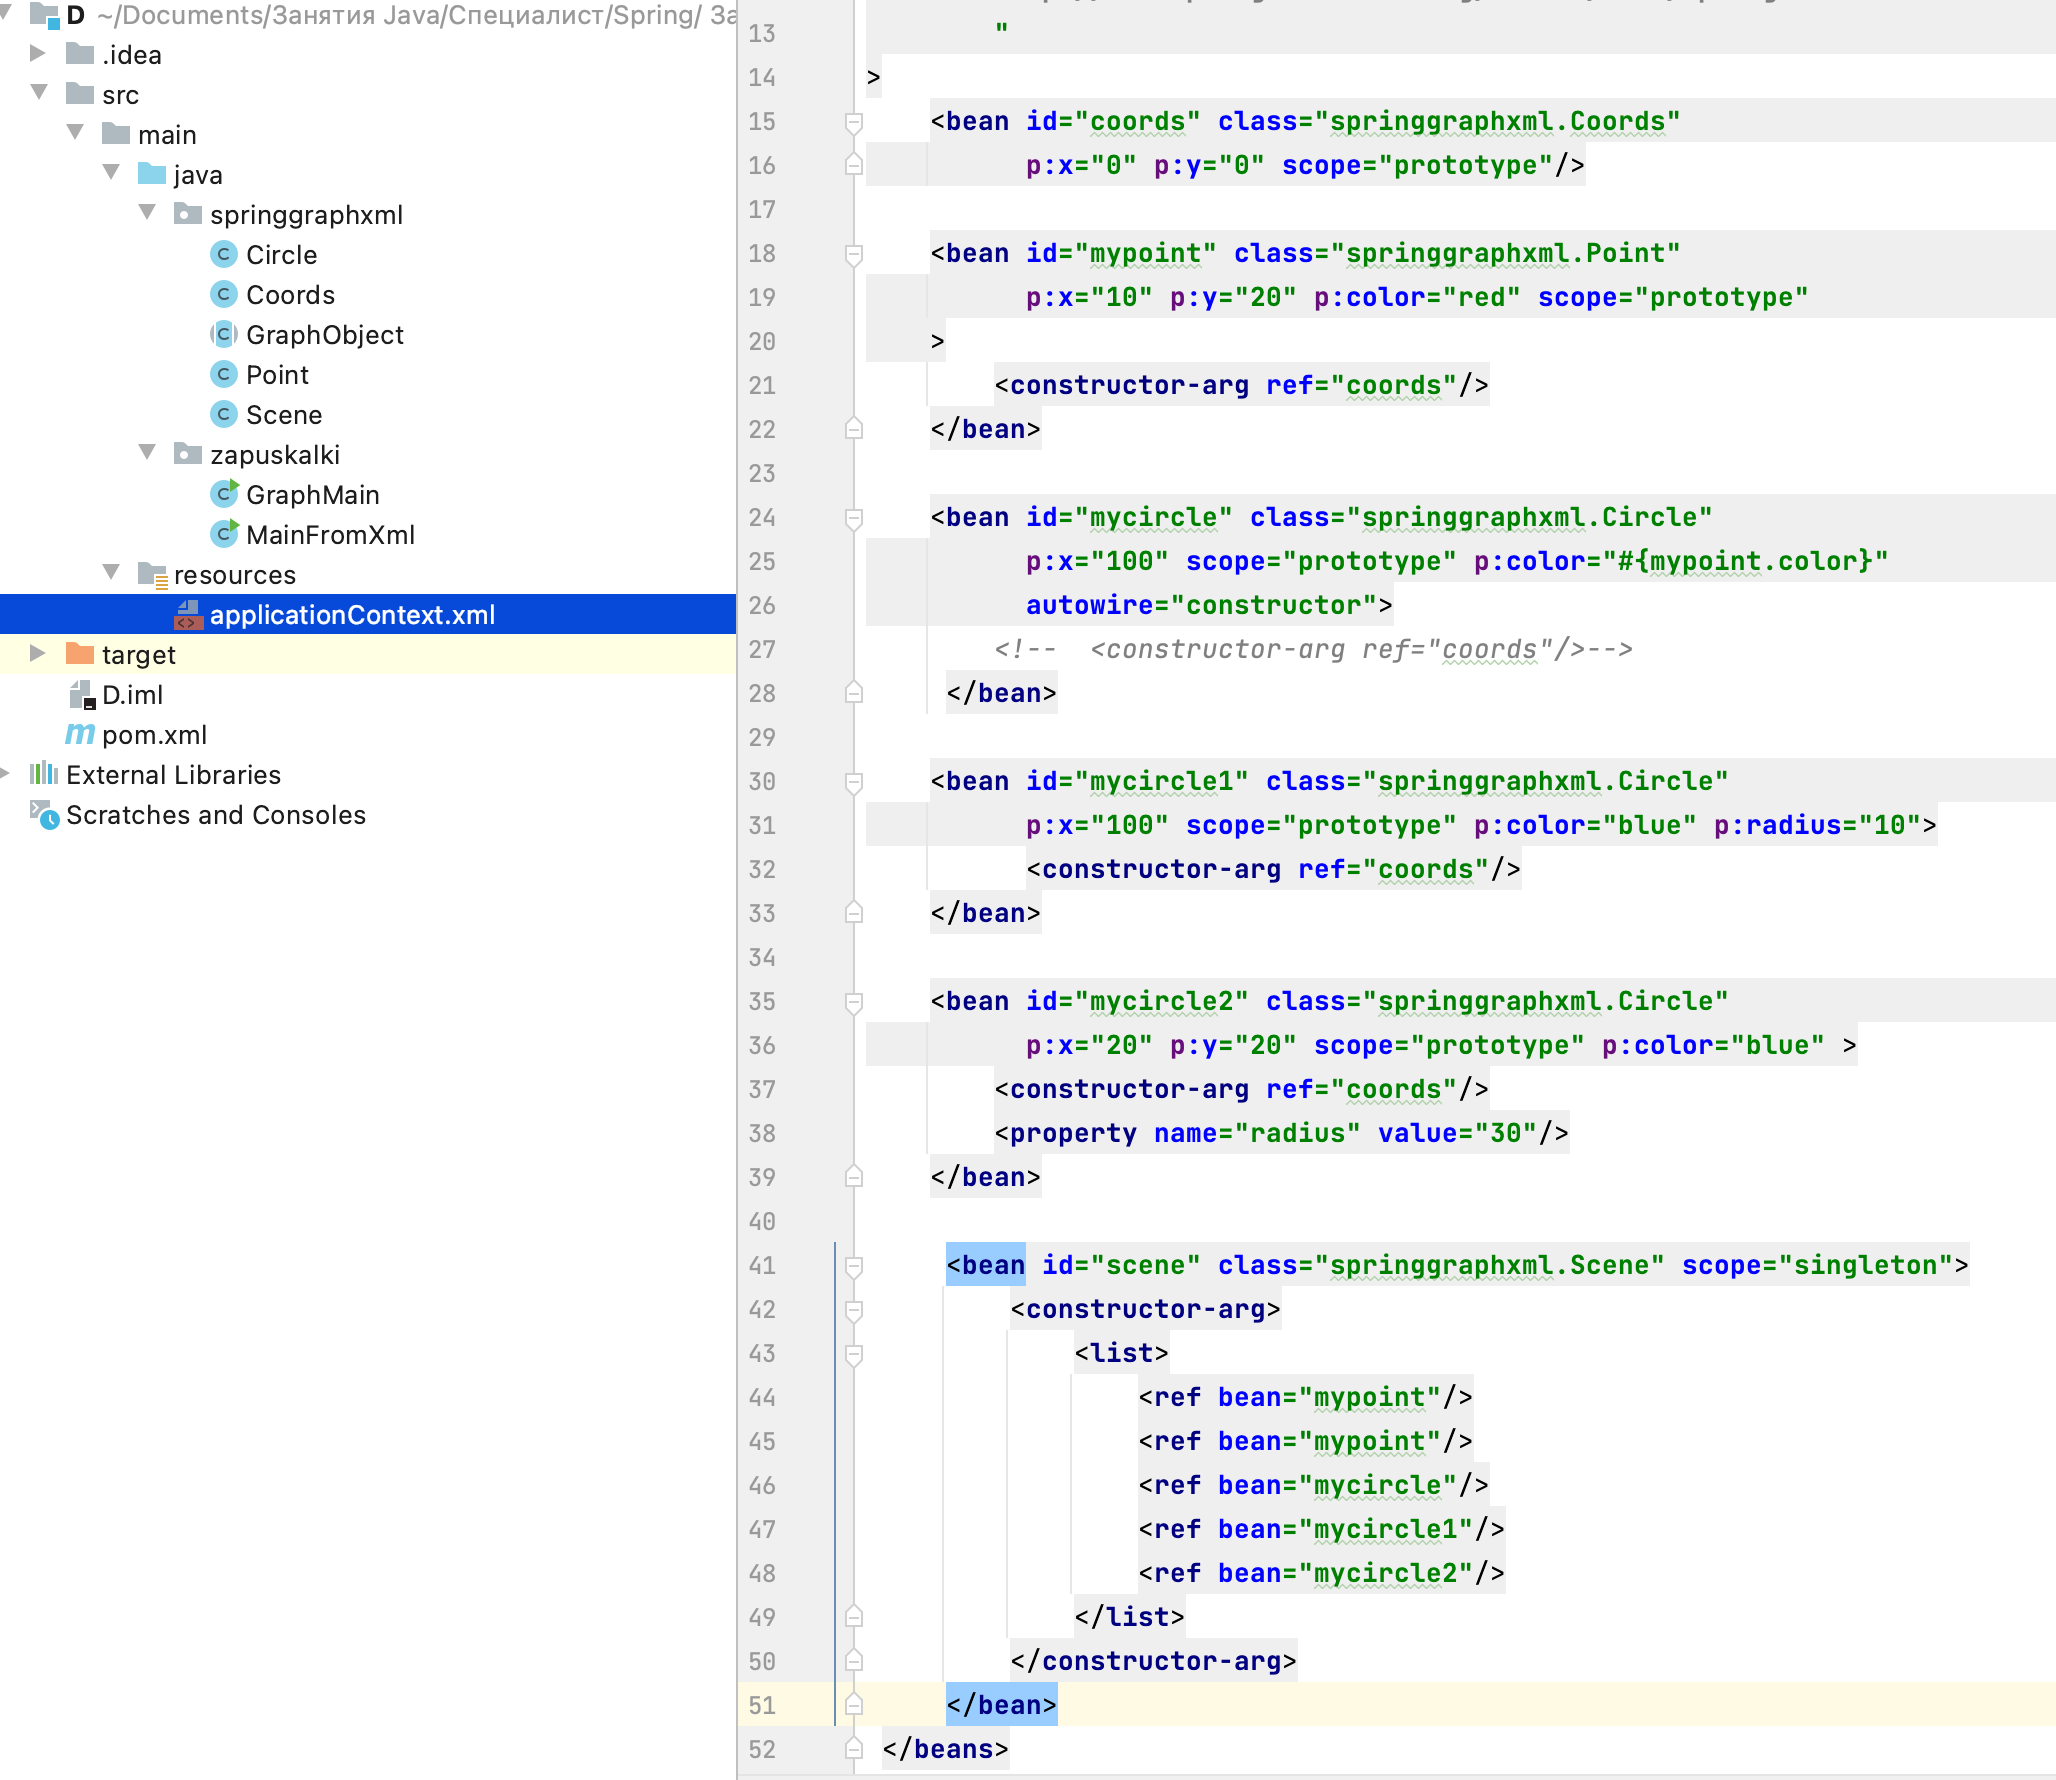 D ~/Documents/Занятия Java/Специалист/Spring/
.idea
src
main
java
springgraphxml
Circle
Coords
GraphObject
Point
Scene
zapuskalki
GraphMain
MainFromXml
resources
applicationContext.xml
target
D.iml
pom.xml
External Libraries
Scratches and Consoles
13 "
14 >
15 <bean id="coords" class="springgraphxml.Coords"
16 p:x="0" p:y="0" scope="prototype"/>
17
18 <bean id="mypoint" class="springgraphxml.Point"
19 p:x="10" p:y="20" p:color="red" scope="prototype"
20 >
21 <constructor-arg ref="coords"/>
22 </bean>
23
24 <bean id="mycircle" class="springgraphxml.Circle"
25 p:x="100" scope="prototype" p:color="#{mypoint.color}"
26 autowire="constructor">
27 <!-- <constructor-arg ref="coords"/>-->
28 </bean>
29
30 <bean id="mycircle1" class="springgraphxml.Circle"
31 p:x="100" scope="prototype" p:color="blue" p:radius="10">
32 <constructor-arg ref="coords"/>
33 </bean>
34
35 <bean id="mycircle2" class="springgraphxml.Circle"
36 p:x="20" p:y="20" scope="prototype" p:color="blue" >
37 <constructor-arg ref="coords"/>
38 <property name="radius" value="30"/>
39 </bean>
40
41 <bean id="scene" class="springgraphxml.Scene" scope="singleton">
42 <constructor-arg>
43 <list>
44 <ref bean="mypoint"/>
45 <ref bean="mypoint"/>
46 <ref bean="mycircle"/>
47 <ref bean="mycircle1"/>
48 <ref bean="mycircle2"/>
49 </list>
50 </constructor-arg>
51 </bean>
52 </beans>